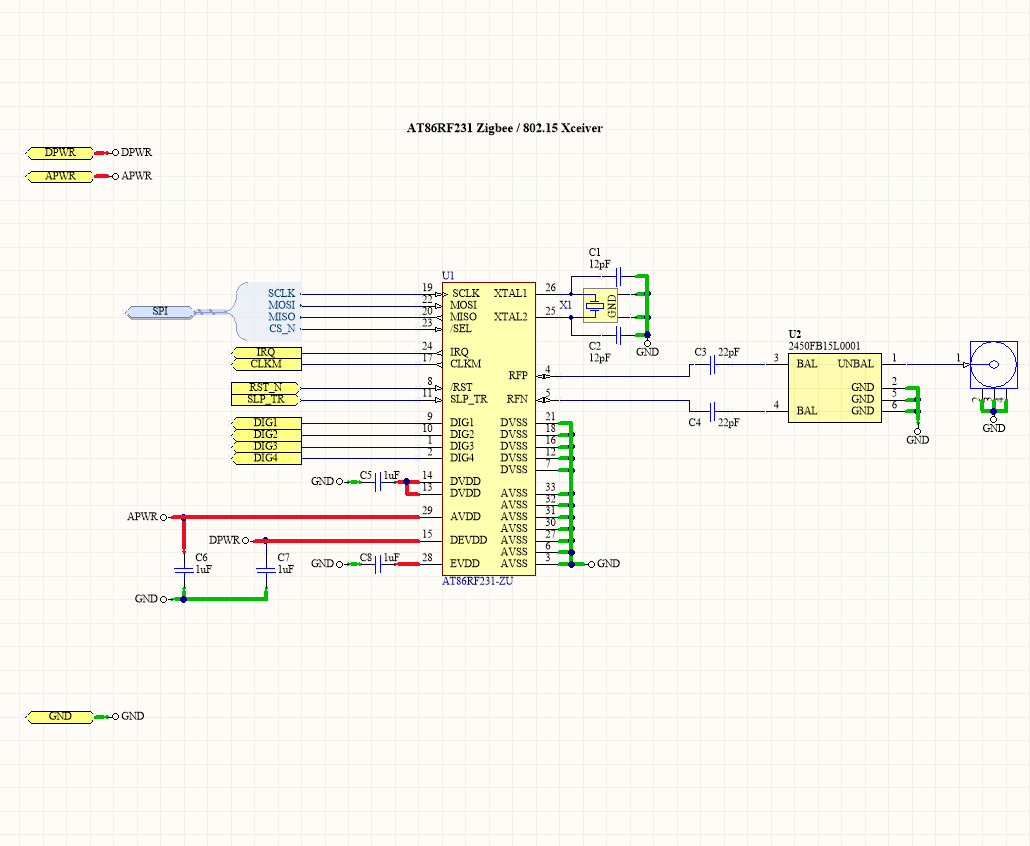 AT86RF231 Zigbee / 802.15 Xceiver
DPWR DPWR
APWR APWR
C1
12pF
U1
SCLK 19 SCLK XTAL1 26
MOSI 22 MOSI
SPI MISO 20 MISO XTAL2 25 X1 GND
CS_N 23 /SEL
C2
12pF GND
IRQ 24 IRQ
CLKM 17 CLKM
RFP 4
C3 22pF
U2
2450FB15L0001
3 BAL UNBAL 1 1
GND 2
GND 5
4 BAL GND 6
GND
2 3 4
GND
RST_N 8 /RST
SLP_TR 11 SLP_TR RFN 5
C4 22pF
DIG1 9 DIG1 DVSS 21
DIG2 10 DIG2 DVSS 18
DIG3 1 DIG3 DVSS 16
DIG4 2 DIG4 DVSS 12
DVSS 7
GND C5 1uF 14 DVDD
13 DVDD AVSS 33
AVSS 32
APWR 29 AVDD AVSS 31
AVSS 30
DPWR 15 DEVDD AVSS 27
AVSS 6
GND C8 1uF 28 EVDD AVSS 3 GND
C6
1uF
C7
1uF
AT86RF231-ZU
GND
GND GND